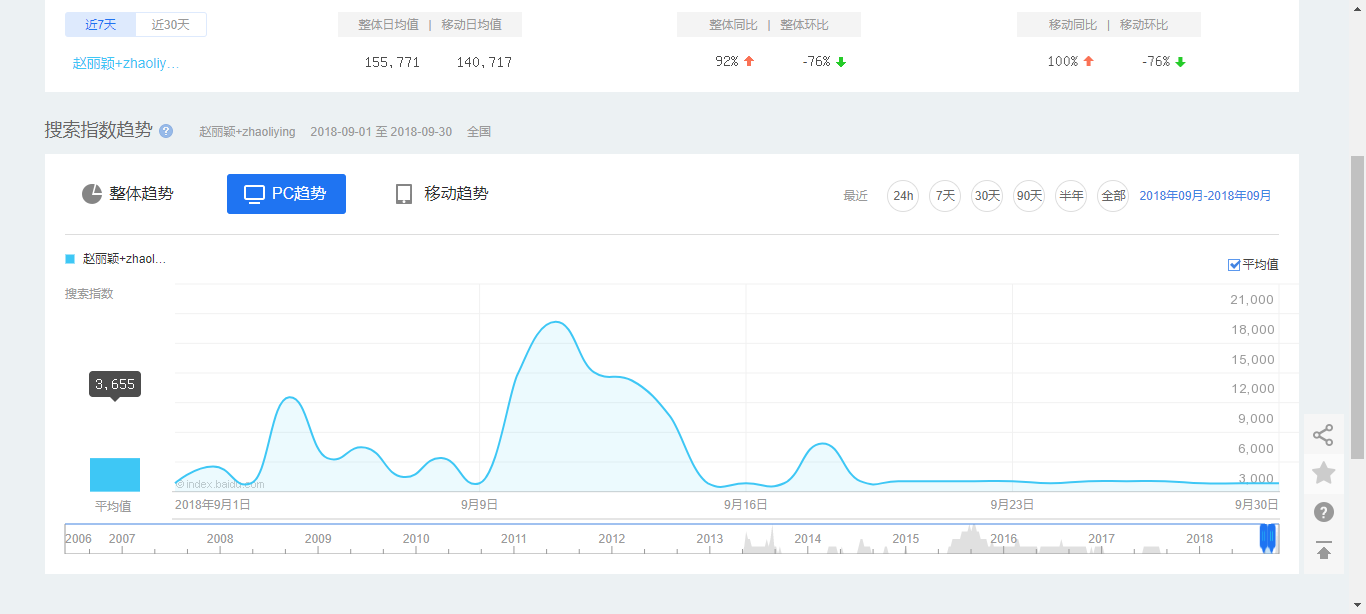 近7天 近30天 整体日均值 | 移动日均值 整体同比 | 整体环比 移动同比 | 移动环比
赵丽颖+zhaoliy... 155,771 140,717 92% -76% 100% -76%
搜索指数趋势 ? 赵丽颖+zhaoliying 2018-09-01 至 2018-09-30 全国
整体趋势 PC趋势 移动趋势 最近 24h 7天 30天 90天 半年 全部 2018年09月-2018年09月
赵丽颖+zhaol... 平均值
搜索指数
21,000
18,000
15,000
3,655
12,000
9,000
6,000
3,000
©index.baidu.com
平均值 2018年9月1日 9月9日 9月16日 9月23日 9月30日
2006 2007 2008 2009 2010 2011 2012 2013 2014 2015 2016 2017 2018
?